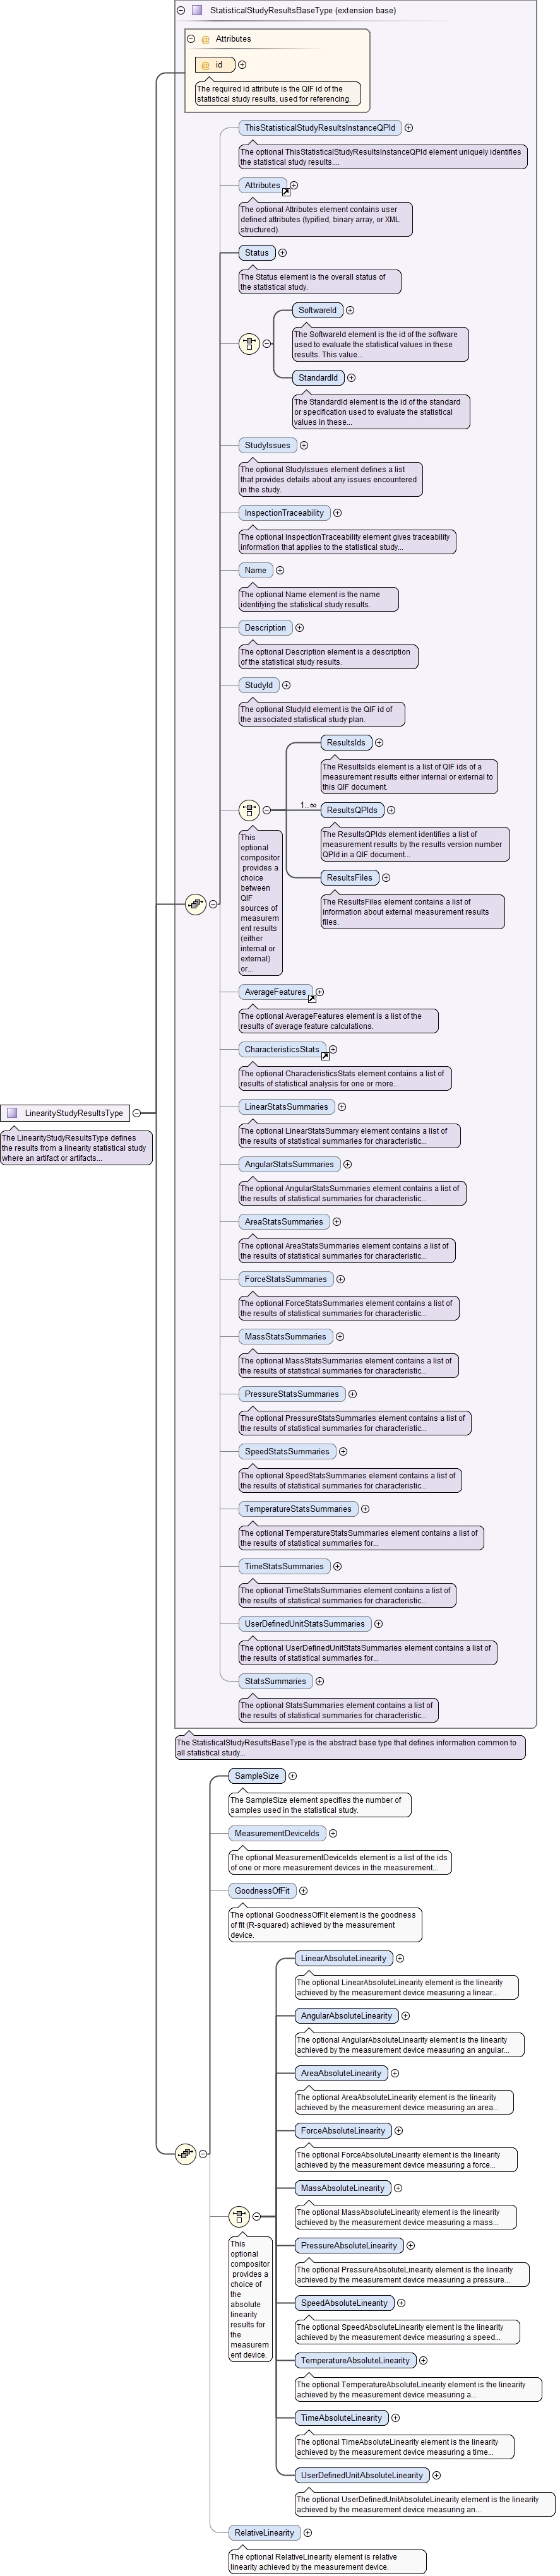 StatisticalStudyResultsBaseType (extension base)
Attributes
id
The required id attribute is the QIF id of the
statistical study results, used for referencing.
ThisStatisticalStudyResultsInstanceQPId
The optional ThisStatisticalStudyResultsInstanceQPId element uniquely identifies
the statistical study results....
Attributes
The optional Attributes element contains user
defined attributes (typified, binary array, or XML
structured).
Status
The Status element is the overall status of
the statistical study.
SoftwareId
The SoftwareId element is the id of the software
used to evaluate the statistical values in these
results. This value...
StandardId
The StandardId element is the id of the standard
or specification used to evaluate the statistical
values in these...
StudyIssues
The optional StudyIssues element defines a list
that provides details about any issues encountered
in the study.
InspectionTraceability
The optional InspectionTraceability element gives traceability
information that applies to the statistical study...
Name
The optional Name element is the name
identifying the statistical study results.
Description
The optional Description element is a description
of the statistical study results.
StudyId
The optional StudyId element is the QIF id of
the associated statistical study plan.
ResultsIds
The ResultsIds element is a list of QIF ids of a
measurement results either internal or external to
this QIF document.
1..∞
ResultsQPIds
The ResultsQPIds element identifies a list of
measurement results by the results version number
QPId in a QIF document...
ResultsFiles
The ResultsFiles element contains a list of
information about external measurement results
files.
This
optional
compositor
provides a
choice
between
QIF
sources of
measurem
ent results
(either
internal or
external)
or...
AverageFeatures
The optional AverageFeatures element is a list of the
results of average feature calculations.
CharacteristicsStats
The optional CharacteristicsStats element contains a list of
results of statistical analysis for one or more...
LinearStatsSummaries
The optional LinearStatsSummary element contains a list of
the results of statistical summaries for characteristic...
AngularStatsSummaries
The optional AngularStatsSummaries element contains a list of
the results of statistical summaries for characteristic...
AreaStatsSummaries
The optional AreaStatsSummaries element contains a list of
the results of statistical summaries for characteristic...
ForceStatsSummaries
The optional ForceStatsSummaries element contains a list of
the results of statistical summaries for characteristic...
MassStatsSummaries
The optional MassStatsSummaries element contains a list of
the results of statistical summaries for characteristic...
PressureStatsSummaries
The optional PressureStatsSummaries element contains a list of
the results of statistical summaries for characteristic...
SpeedStatsSummaries
The optional SpeedStatsSummaries element contains a list of
the results of statistical summaries for characteristic...
TemperatureStatsSummaries
The optional TemperatureStatsSummaries element contains a list of
the results of statistical summaries for...
TimeStatsSummaries
The optional TimeStatsSummaries element contains a list of
the results of statistical summaries for characteristic...
UserDefinedUnitStatsSummaries
The optional UserDefinedUnitStatsSummaries element contains a list of
the results of statistical summaries for...
StatsSummaries
The optional StatsSummaries element contains a list of
the results of statistical summaries for characteristic...
The StatisticalStudyResultsBaseType is the abstract base type that defines information common to
all statistical study...
LinearityStudyResultsType
The LinearityStudyResultsType defines
the results from a linearity statistical study
where an artifact or artifacts...
SampleSize
The SampleSize element specifies the number of
samples used in the statistical study.
MeasurementDeviceIds
The optional MeasurementDeviceIds element is a list of the ids
of one or more measurement devices in the measurement...
GoodnessOfFit
The optional GoodnessOfFit element is the goodness
of fit (R-squared) achieved by the measurement
device.
LinearAbsoluteLinearity
The optional LinearAbsoluteLinearity element is the linearity
achieved by the measurement device measuring a linear...
AngularAbsoluteLinearity
The optional AngularAbsoluteLinearity element is the linearity
achieved by the measurement device measuring an angular...
AreaAbsoluteLinearity
The optional AreaAbsoluteLinearity element is the linearity
achieved by the measurement device measuring an area...
ForceAbsoluteLinearity
The optional ForceAbsoluteLinearity element is the linearity
achieved by the measurement device measuring a force...
MassAbsoluteLinearity
The optional MassAbsoluteLinearity element is the linearity
achieved by the measurement device measuring a mass...
PressureAbsoluteLinearity
The optional PressureAbsoluteLinearity element is the linearity
achieved by the measurement device measuring a pressure...
SpeedAbsoluteLinearity
The optional SpeedAbsoluteLinearity element is the linearity
achieved by the measurement device measuring a speed...
TemperatureAbsoluteLinearity
The optional TemperatureAbsoluteLinearity element is the linearity
achieved by the measurement device measuring a...
TimeAbsoluteLinearity
The optional TimeAbsoluteLinearity element is the linearity
achieved by the measurement device measuring a time...
UserDefinedUnitAbsoluteLinearity
The optional UserDefinedUnitAbsoluteLinearity element is the linearity
achieved by the measurement device measuring an...
This
optional
compositor
provides a
choice of
the
absolute
linearity
results for
the
measurem
ent device.
RelativeLinearity
The optional RelativeLinearity element is relative
linearity achieved by the measurement device.